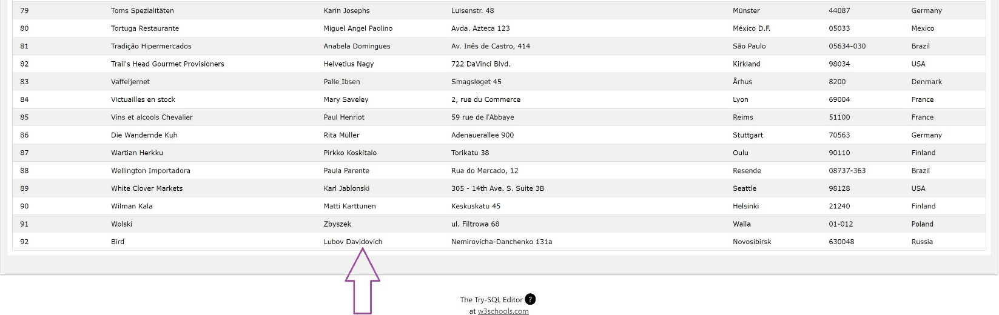 79 Toms Spezialitäten Karin Josephs Luisenstr. 48 Münster 44087 Germany
80 Tortuga Restaurante Miguel Angel Paolino Avda. Azteca 123 México D.F. 05033 Mexico
81 Tradição Hipermercados Anabela Domingues Av. Inês de Castro, 414 São Paulo 05634-030 Brazil
82 Trail's Head Gourmet Provisioners Helvetius Nagy 722 DaVinci Blvd. Kirkland 98034 USA
83 Vaffeljernet Palle Ibsen Smagsløget 45 Århus 8200 Denmark
84 Victuailles en stock Mary Saveley 2, rue du Commerce Lyon 69004 France
85 Vins et alcools Chevalier Paul Henriot 59 rue de l'Abbaye Reims 51100 France
86 Die Wandernde Kuh Rita Müller Adenauerallee 900 Stuttgart 70563 Germany
87 Wartian Herkku Pirkko Koskitalo Torikatu 38 Oulu 90110 Finland
88 Wellington Importadora Paula Parente Rua do Mercado, 12 Resende 08737-363 Brazil
89 White Clover Markets Karl Jablonski 305 - 14th Ave. S. Suite 3B Seattle 98128 USA
90 Wilman Kala Matti Karttunen Keskuskatu 45 Helsinki 21240 Finland
91 Wolski Zbyszek ul. Filtrowa 68 Walla 01-012 Poland
92 Bird Lubov Davidovich Nemirovicha-Danchenko 131a Novosibirsk 630048 Russia
The Try-SQL Editor ?
at w3schools.com